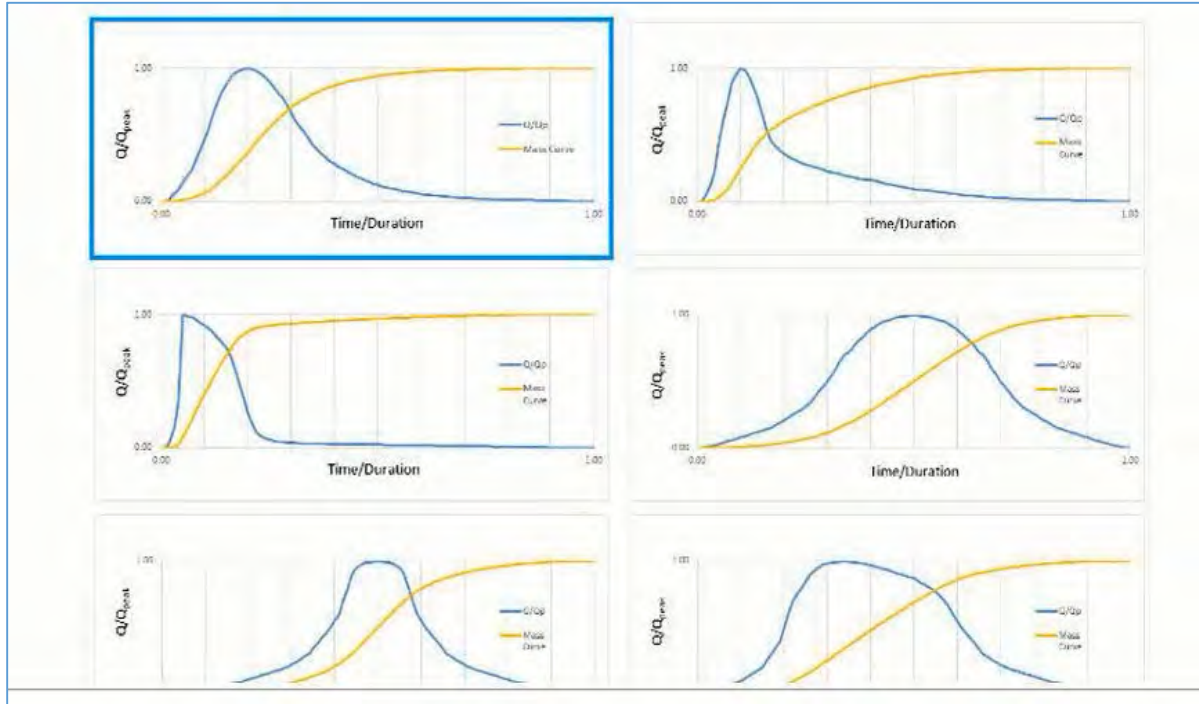 1.00
Q/Qpeak
Q/Qp
Mass Curve
0.00
0.00
1.00
Time/Duration
1.00
Q/Qpeak
Q/Qp
Mass
Curve
0.00
0.00
1.00
Time/Duration
1.00
Q/Qpeak
Q/Qp
Mass
Curve
0.00
0.00
1.00
Time/Duration
1.00
Q/Qpeak
Q/Qp
Mass
Curve
0.00
0.00
1.00
Time/Duration
1.00
Q/Qpeak
Q/Qp
Mass
Curve
1.00
Q/Qpeak
Q/Qp
Mass
Curve